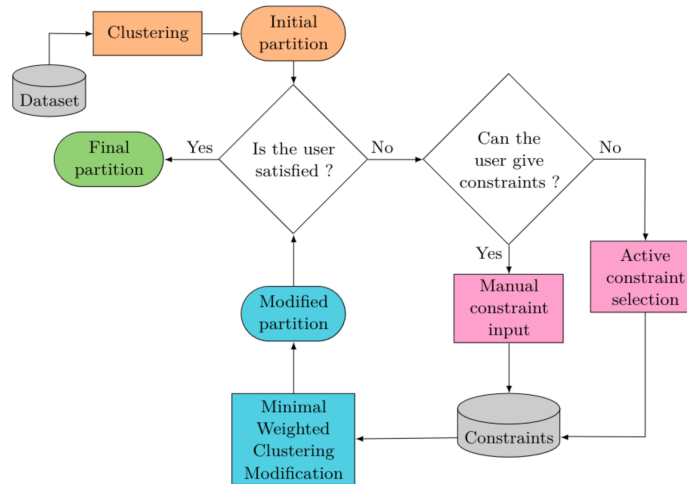 Clustering
Initial
partition
Dataset
Is the user
satisfied ?
Yes
Final
partition
No
Can the
user give
constraints ?
No
Yes
Active
constraint
selection
Manual
constraint
input
Modified
partition
Minimal
Weighted
Clustering
Modification
Constraints